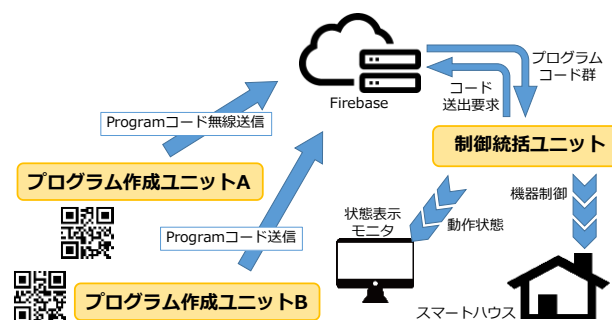 Firebase
プログラム
コード群
コード
送出要求
Programコード無線送信
制御統括ユニット
プログラム作成ユニットA
機器制御
状態表示
モニタ
動作状態
Programコード送信
プログラム作成ユニットB
スマートハウス